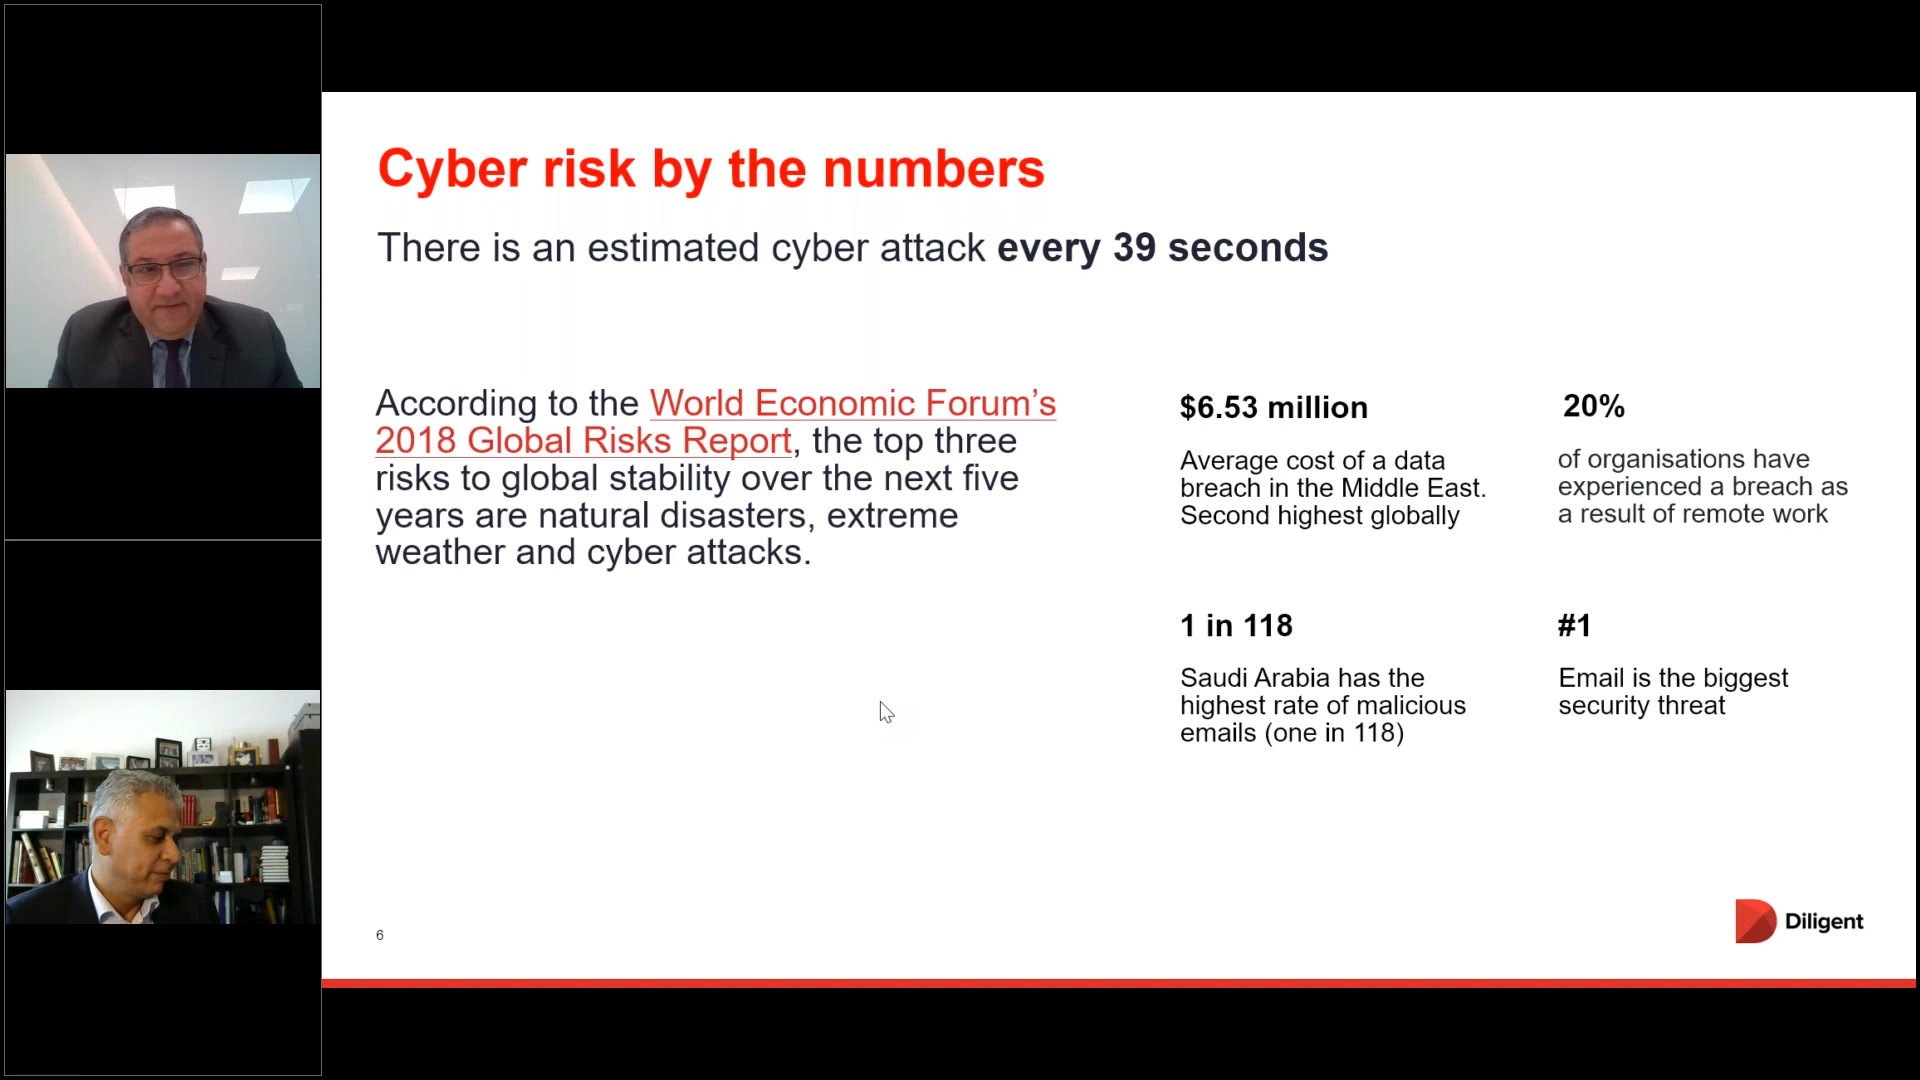 Cyber risk by the numbers
There is an estimated cyber attack every 39 seconds
According to the World Economic Forum’s
2018 Global Risks Report, the top three
risks to global stability over the next five
years are natural disasters, extreme
weather and cyber attacks.
$6.53 million
Average cost of a data
breach in the Middle East.
Second highest globally
20%
of organisations have
experienced a breach as
a result of remote work
1 in 118
Saudi Arabia has the
highest rate of malicious
emails (one in 118)
#1
Email is the biggest
security threat
6
Diligent